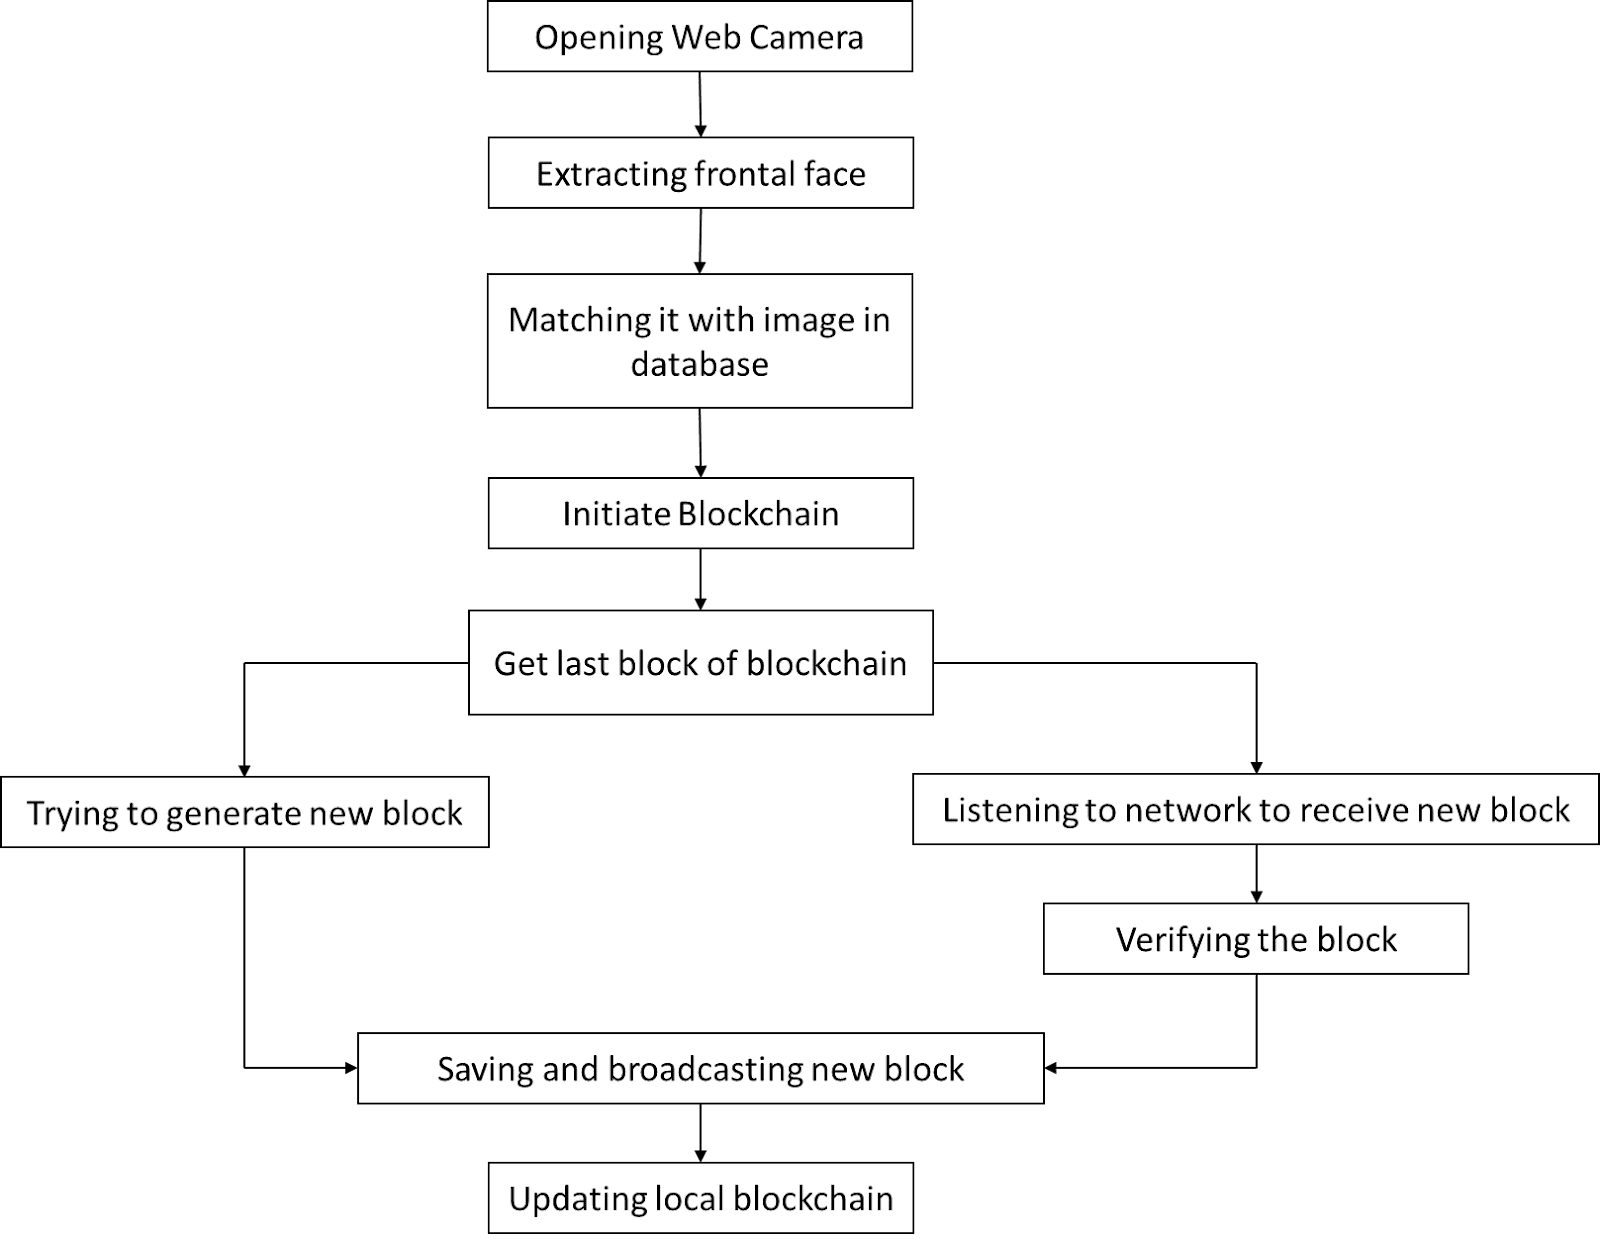 Opening Web Camera
Extracting frontal face
Matching it with image in
database
Initiate Blockchain
Get last block of blockchain
Trying to generate new block
Listening to network to receive new block
Verifying the block
Saving and broadcasting new block
Updating local blockchain